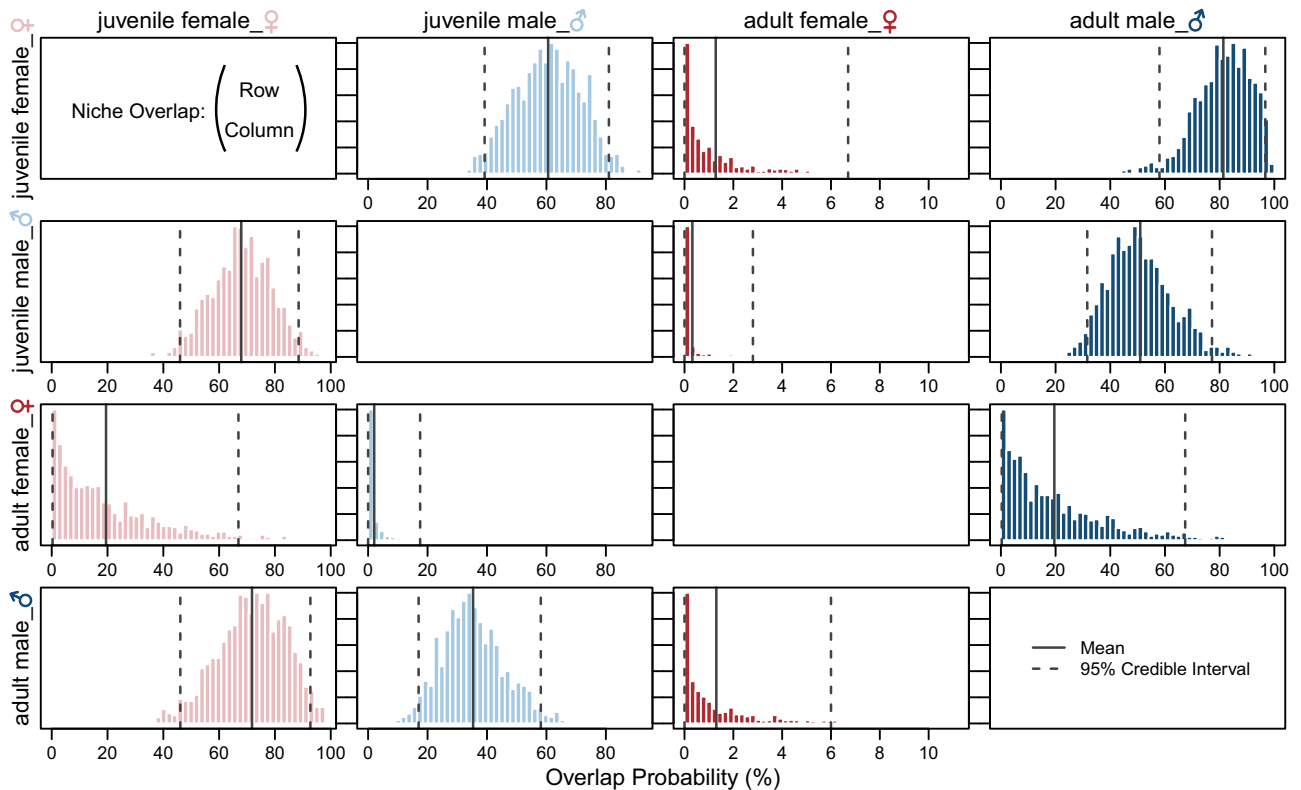 juvenile female_♀ juvenile male_♂ adult female_♀ adult male_♂
juvenile female_♀
Niche Overlap: (Row
Column)
0 20 40 60 80
0 2 4 6 8 10
0 20 40 60 80 100
juvenile male_♂
0 20 40 60 80 100
0 2 4 6 8 10
0 20 40 60 80 100
adult female_♀
0 20 40 60 80 100
0 20 40 60 80
0 20 40 60 80 100
adult male_♂
Mean
95% Credible Interval
0 20 40 60 80 100
0 20 40 60 80
0 2 4 6 8 10
Overlap Probability (%)